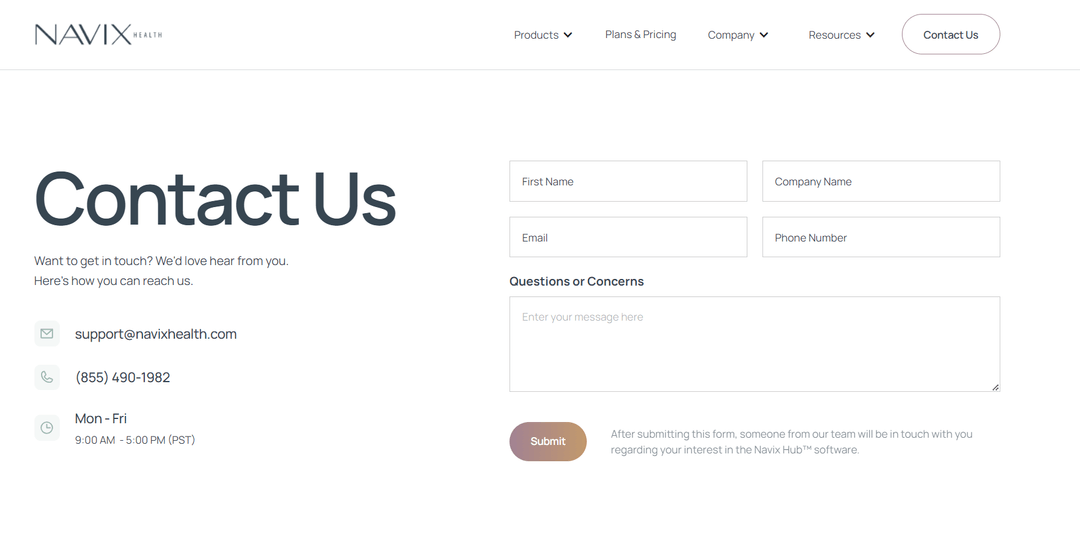 NAVIX HEALTH
Products
Plans & Pricing
Company
Resources
Contact Us
Contact Us
Want to get in touch? We'd love hear from you.
Here's how you can reach us.
support@navixhealth.com
(855) 490-1982
Mon - Fri
9:00 AM - 5:00 PM (PST)
First Name
Company Name
Email
Phone Number
Questions or Concerns
Enter your message here
Submit
After submitting this form, someone from our team will be in touch with you
regarding your interest in the Navix Hub™ software.